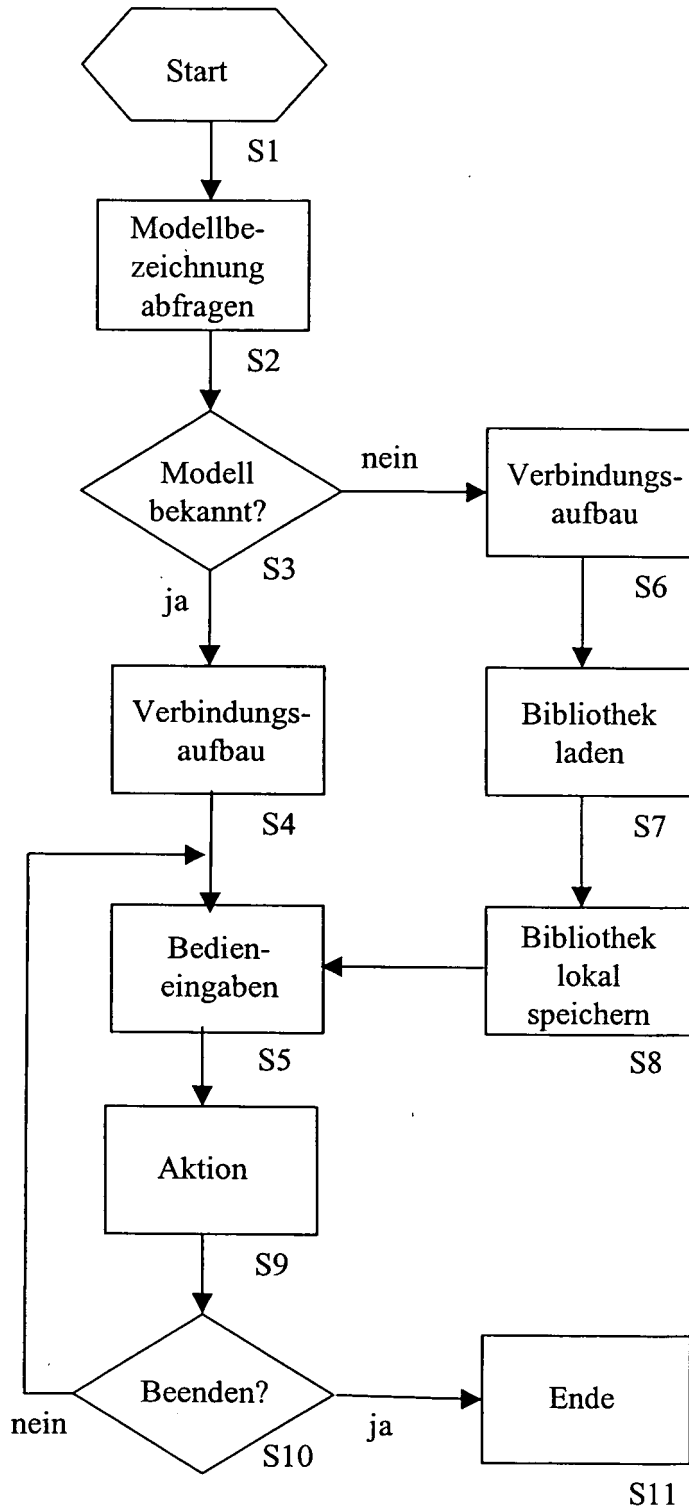 Start
S1
Modellbe-
zeichnung
abfragen
S2
Modell
bekannt?
S3
nein
ja
Verbindungs-
aufbau
S6
Verbindungs-
aufbau
S4
Bibliothek
laden
S7
Bedien-
eingaben
S5
Bibliothek
lokal
speichern
S8
Aktion
S9
Beenden?
S10
nein
ja
Ende
S11